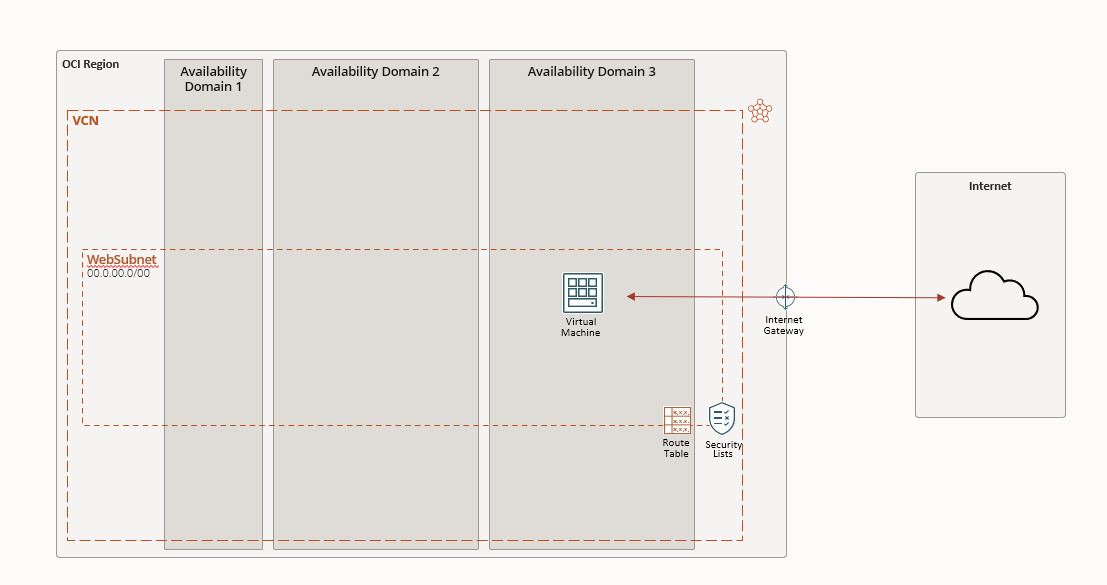 OCI Region
Availability
Domain 1
Availability Domain 2
Availability Domain 3
VCN
WebSubnet
00.0.00.0/00
Virtual
Machine
Internet
Gateway
Route
Table
Security
Lists
Internet